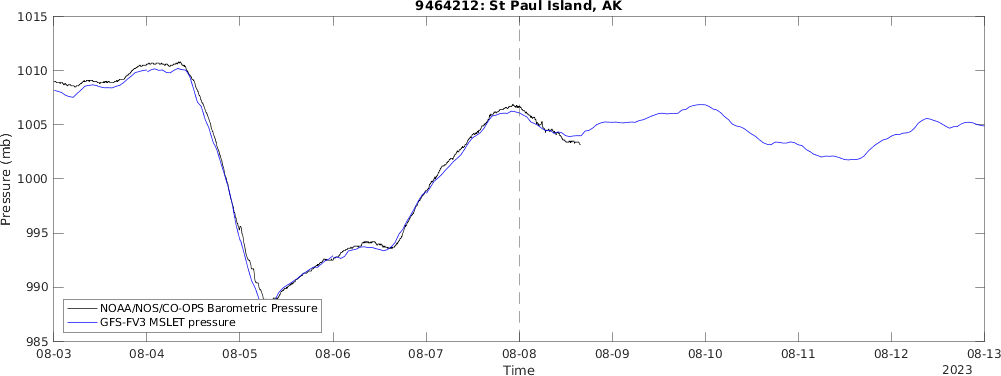 9464212: St Paul Island, AK
1015
1010
1005
1000
995
990
985
Pressure (mb)
NOAA/NOS/CO-OPS Barometric Pressure
GFS-FV3 MSLET pressure
08-03 08-04 08-05 08-06 08-07 08-08 08-09 08-10 08-11 08-12 08-13
Time
2023